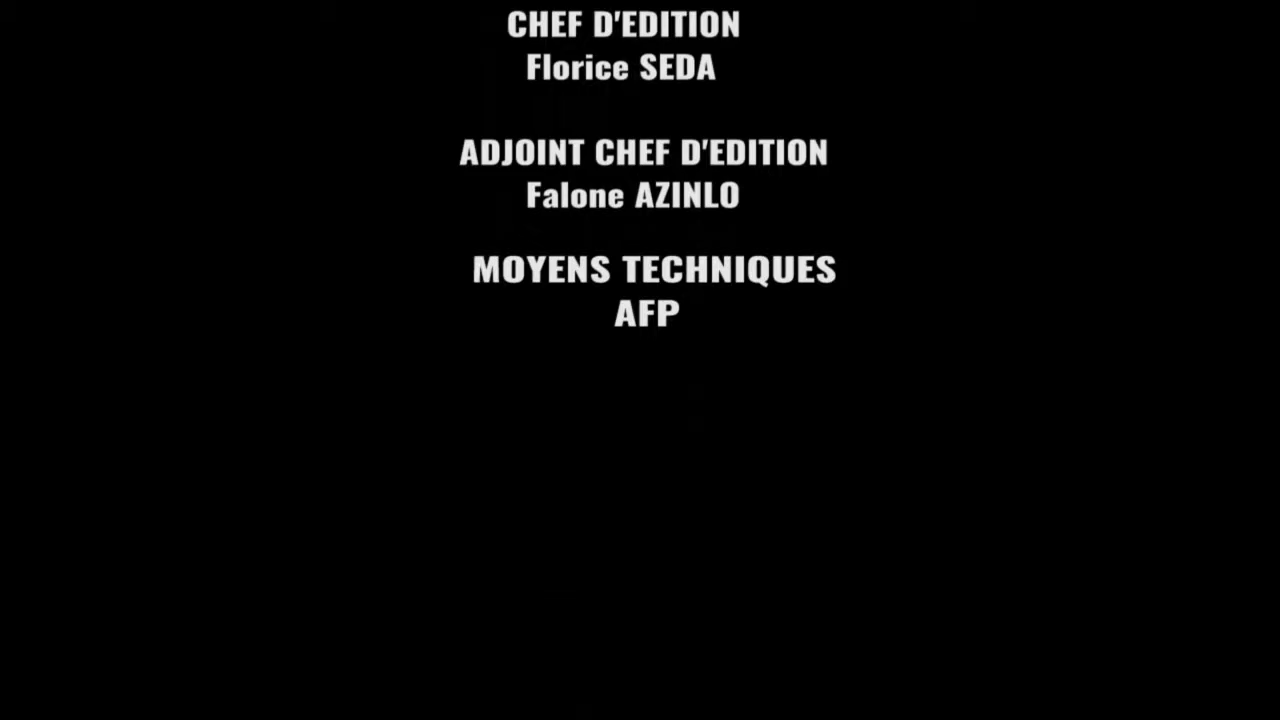 CHEF D'EDITION
Florice SEDA
ADJOINT CHEF D'EDITION
Falone AZINLO
MOYENS TECHNIQUES
AFP